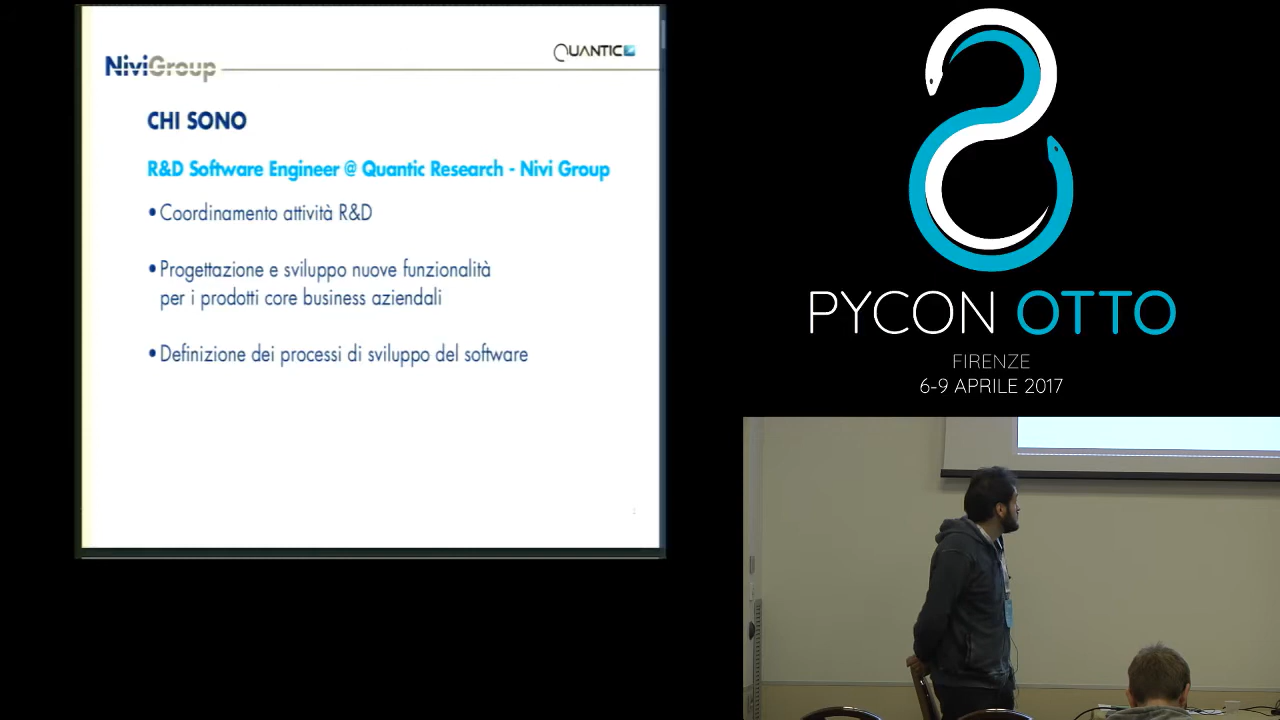 NiviGroup
QUANTIC
CHI SONO
R&D Software Engineer @ Quantic Research - Nivi Group
•Coordinamento attività R&D
•Progettazione e sviluppo nuove funzionalità
per i prodotti core business aziendali
•Definizione dei processi di sviluppo del software
PYCON OTTO
FIRENZE
6-9 APRILE 2017